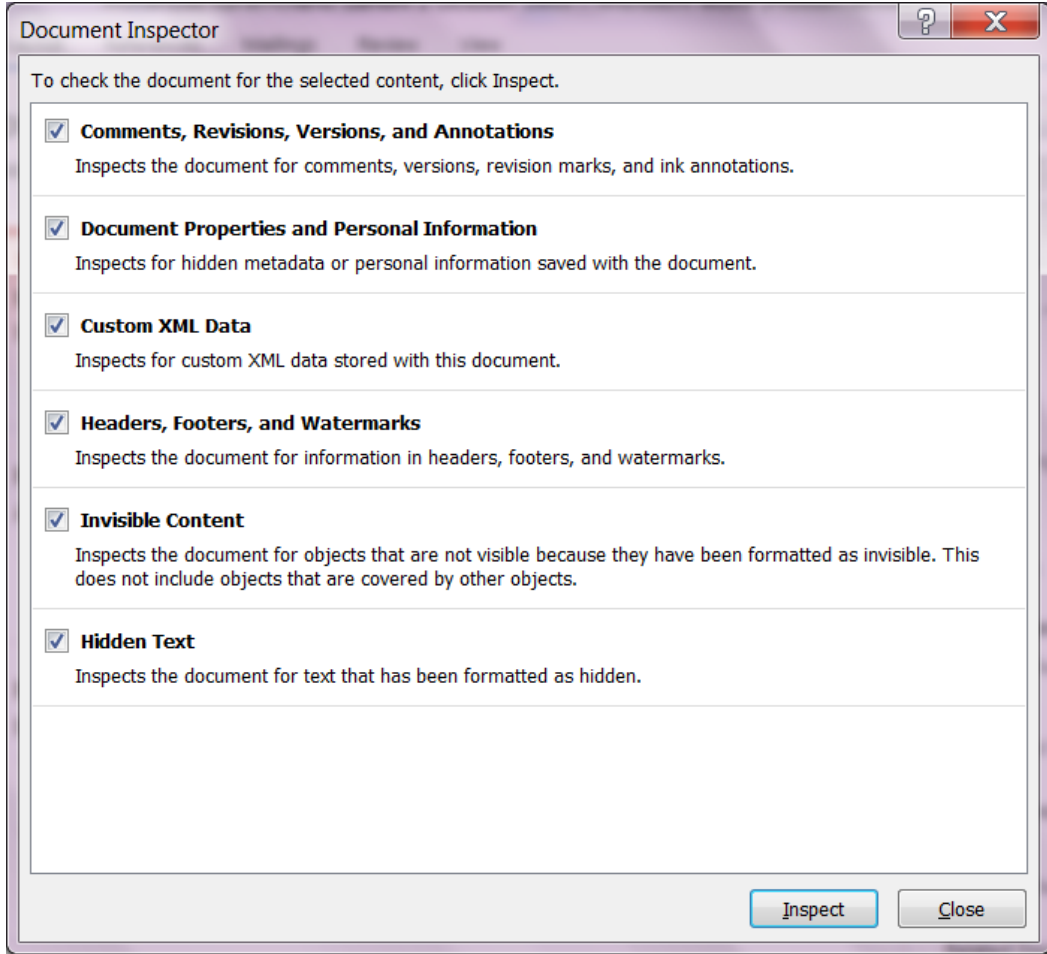 Document Inspector
Mailings Review View
To check the document for the selected content, click Inspect.
Comments, Revisions, Versions, and Annotations
Inspects the document for comments, versions, revision marks, and ink annotations.
Document Properties and Personal Information
Inspects for hidden metadata or personal information saved with the document.
Custom XML Data
Inspects for custom XML data stored with this document.
Headers, Footers, and Watermarks
Inspects the document for information in headers, footers, and watermarks.
Invisible Content
Inspects the document for objects that are not visible because they have been formatted as invisible. This
does not include objects that are covered by other objects.
Hidden Text
Inspects the document for text that has been formatted as hidden.
Inspect Close